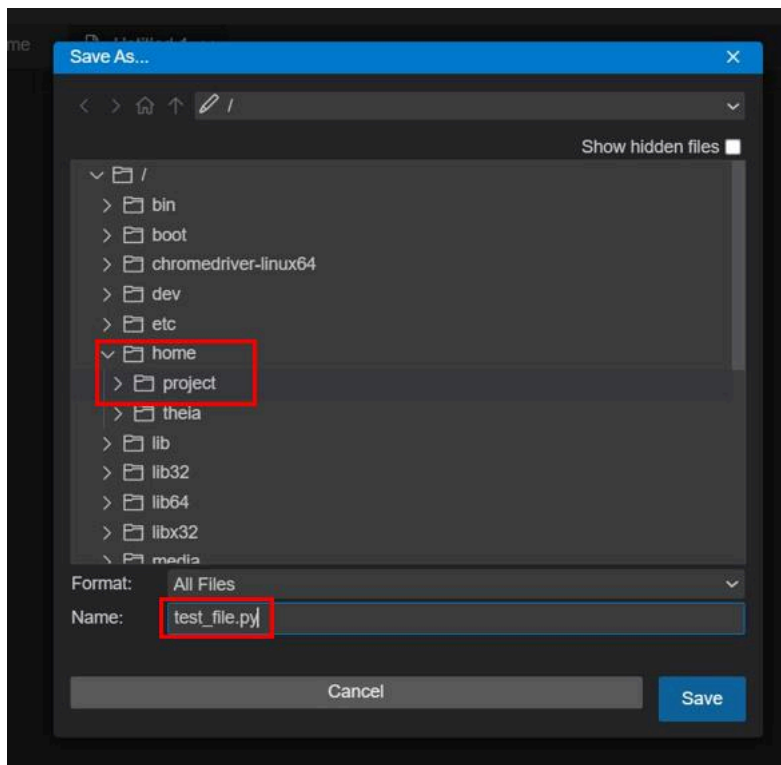 me
Save As...
/
Show hidden files
/
bin
boot
chromedriver-linux64
dev
etc
home
project
theia
lib
lib32
lib64
libx32
media
Format: All Files
Name: test_file.py
Cancel
Save